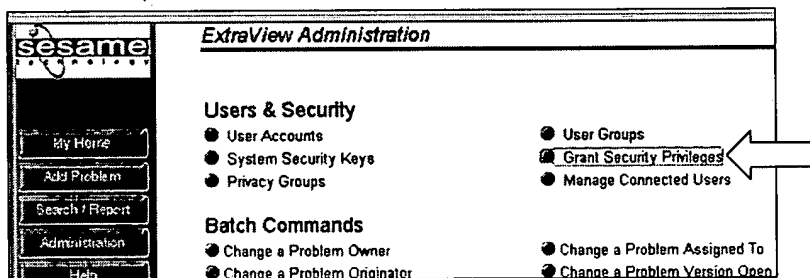 sesame
technology
ExtraView Administration
Users & Security
User Accounts
User Groups
System Security Keys
Grant Security Privileges
Privacy Groups
Manage Connected Users
My Home
Add Problem
Search / Report
Administration
Help
Batch Commands
Change a Problem Owner
Change a Problem Assigned To
Change a Problem Originator
Change a Problem Version Open